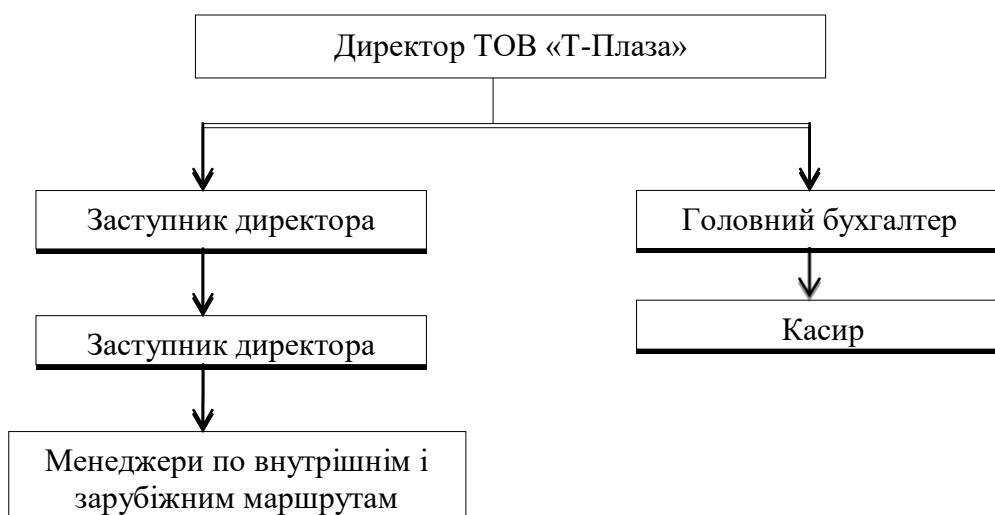 Директор ТОВ «Т-Плаза»
Заступник директора
Головний бухгалтер
Заступник директора
Касир
Менеджери по внутрішнім і
зарубіжним маршрутам